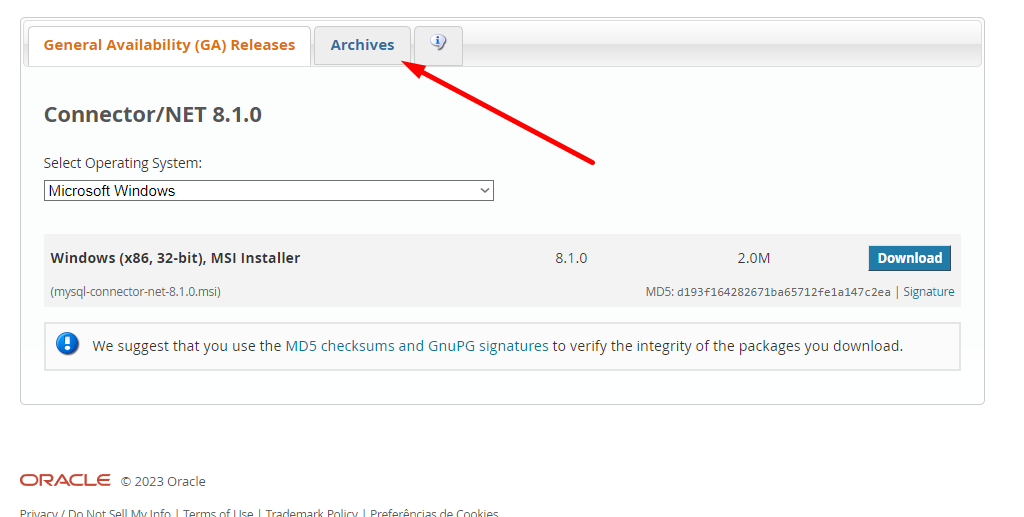 General Availability (GA) Releases Archives
Connector/NET 8.1.0
Select Operating System:
Microsoft Windows
Windows (x86, 32-bit), MSI Installer 8.1.0 2.0M Download
(mysql-connector-net-8.1.0.msi) MD5: d193f164282671ba65712fe1a147c2ea | Signature
We suggest that you use the MD5 checksums and GnuPG signatures to verify the integrity of the packages you download.
ORACLE © 2023 Oracle
Privacy / Do Not Sell My Info | Terms of Use | Trademark Policy | Preferências de Cookies